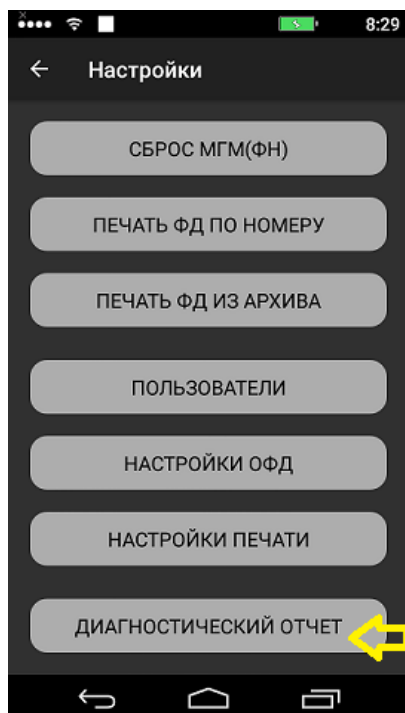 8:29
Настройки
СБРОС МГМ(ФН)
ПЕЧАТЬ ФД ПО НОМЕРУ
ПЕЧАТЬ ФД ИЗ АРХИВА
ПОЛЬЗОВАТЕЛИ
НАСТРОЙКИ ОФД
НАСТРОЙКИ ПЕЧАТИ
ДИАГНОСТИЧЕСКИЙ ОТЧЕТ